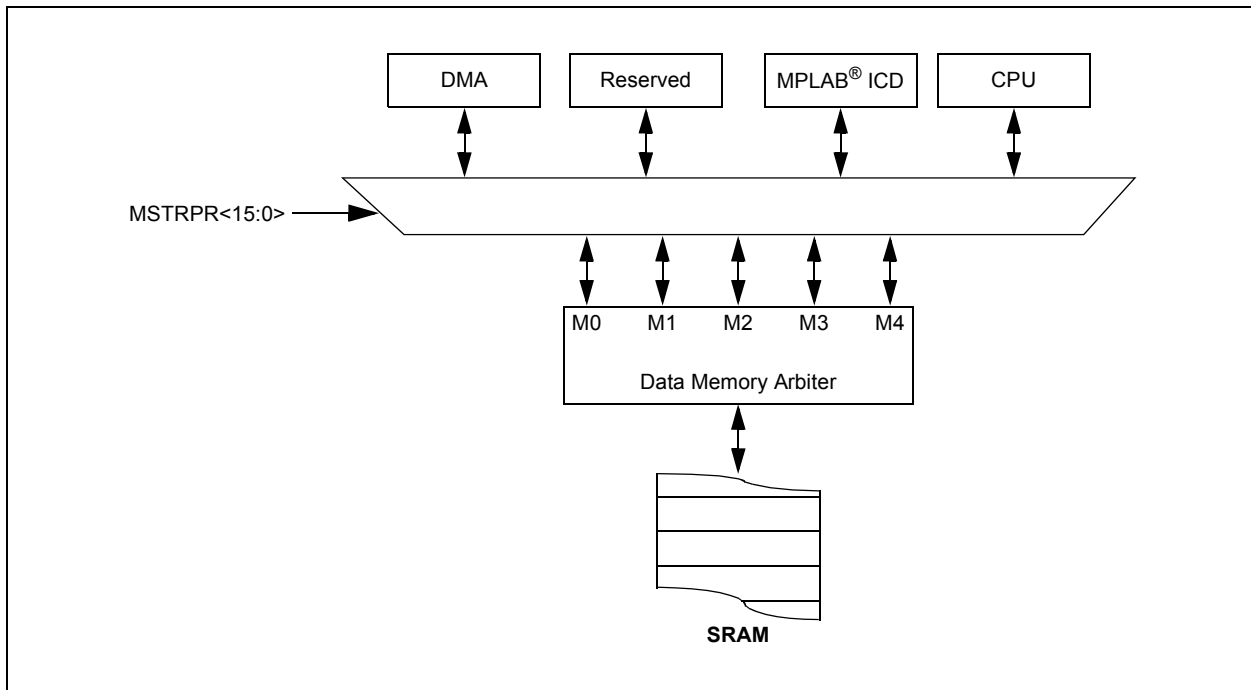 DMA
Reserved
MPLAB® ICD
CPU
MSTRPR<15:0>
M0 M1 M2 M3 M4
Data Memory Arbiter
SRAM